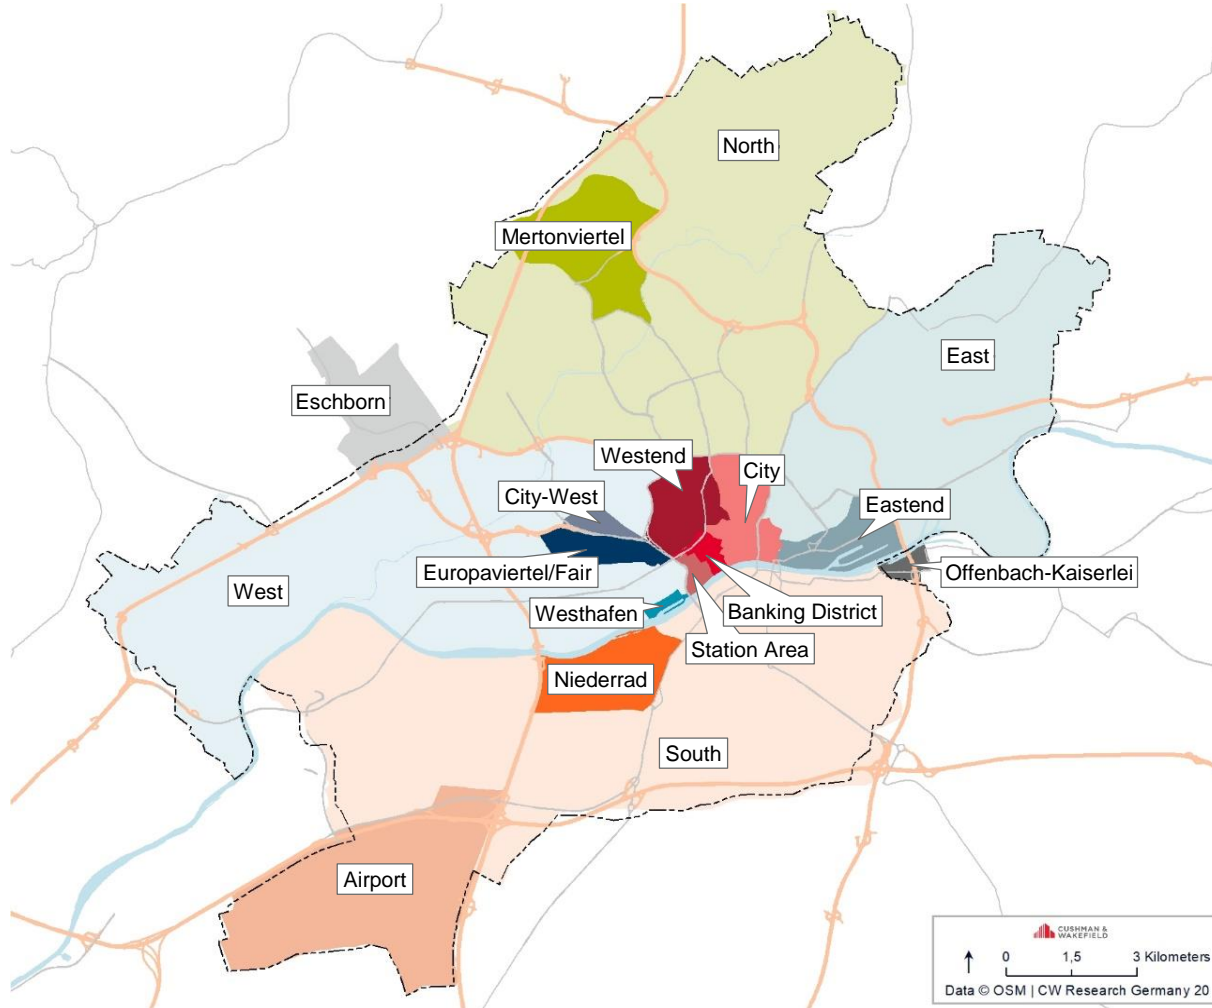 North
Mertonviertel
East
Eschborn
Westend
City
City-West
Eastend
Europaviertel/Fair
Offenbach-Kaiserlei
West
Westhafen
Banking District
Station Area
Niederrad
South
Airport
CUSHMAN &
WAKEFIELD
0 1,5 3 Kilometers
Data © OSM | CW Research Germany 20